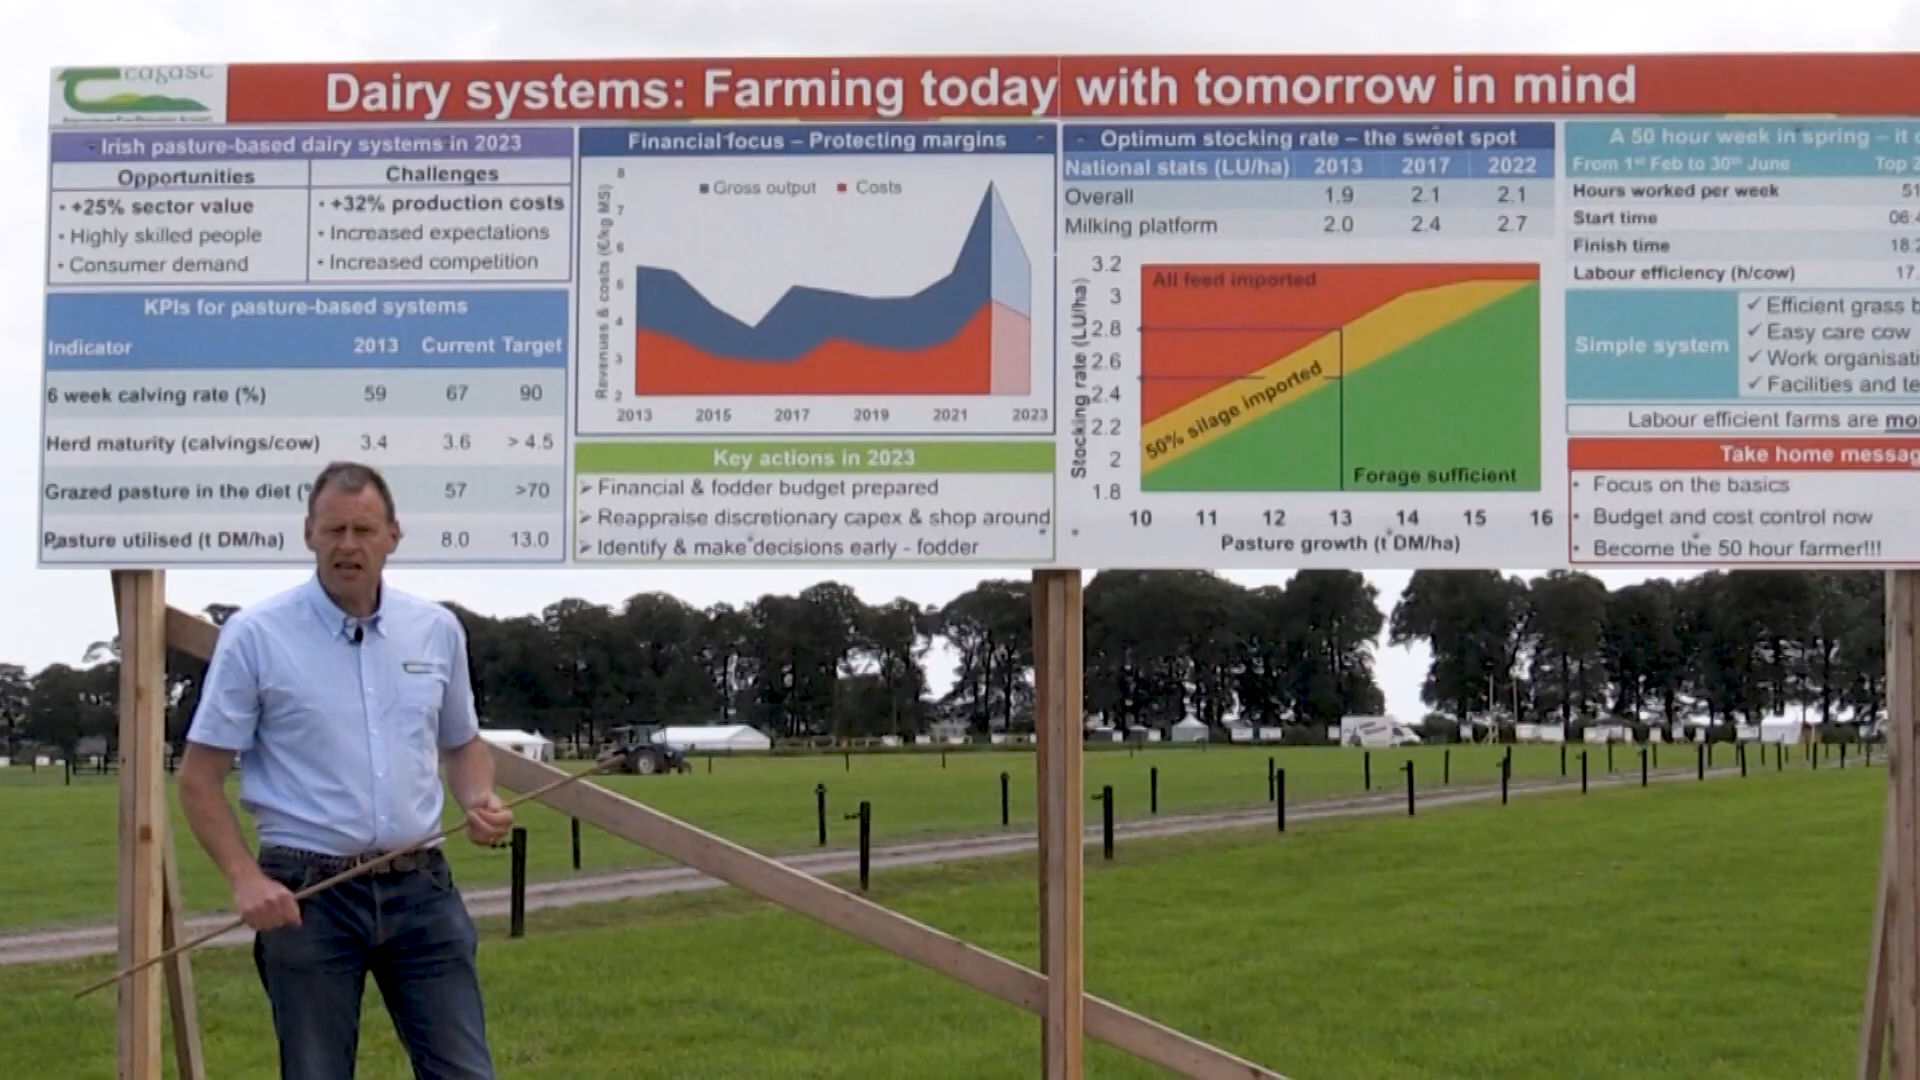 Teagasc
Dairy systems: Farming today with tomorrow in mind
Irish pasture-based dairy systems in 2023
Opportunities Challenges
• +25% sector value • +32% production costs
• Highly skilled people • Increased expectations
• Consumer demand • Increased competition
KPIs for pasture-based systems
Indicator 2013 Current Target
6 week calving rate (%) 59 67 90
Herd maturity (calvings/cow) 3.4 3.6 > 4.5
Grazed pasture in the diet (% 57 >70
Pasture utilised (t DM/ha) 8.0 13.0
Financial focus – Protecting margins
Gross output Costs
Revenues & costs (€/kg MS)
8
7
6
5
4
3
2
2013 2015 2017 2019 2021 2023
Key actions in 2023
➢ Financial & fodder budget prepared
➢ Reappraise discretionary capex & shop around
➢ Identify & make decisions early - fodder
Optimum stocking rate – the sweet spot
National stats (LU/ha) 2013 2017 2022
Overall 1.9 2.1 2.1
Milking platform 2.0 2.4 2.7
Stocking rate (LU/ha)
3.2
3
2.8
2.6
2.4
2.2
2
1.8
All feed imported
50% silage imported
Forage sufficient
10 11 12 13 14 15 16
Pasture growth (t DM/ha)
A 50 hour week in spring – it
From 1st Feb to 30th June Top 2
Hours worked per week 51
Start time 06:4
Finish time 18:2
Labour efficiency (h/cow) 17.
Simple system
✓ Efficient grass b
✓ Easy care cow
✓ Work organisati
✓ Facilities and te
Labour efficient farms are mo
Take home messag
• Focus on the basics
• Budget and cost control now
• Become the 50 hour farmer!!!